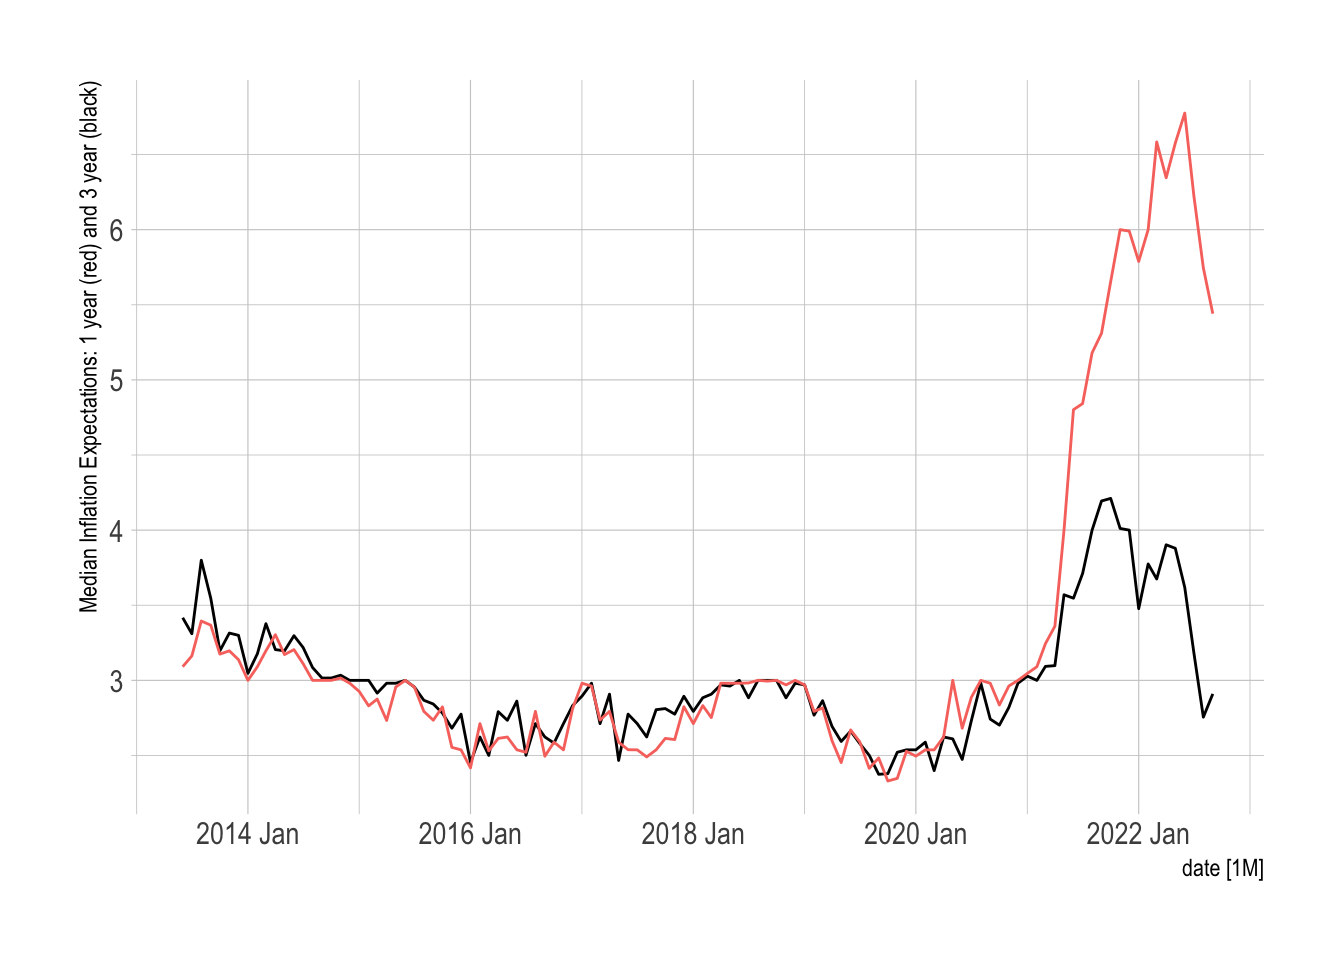 Median Inflation Expectations: 1 year (red) and 3 year (black)
6
5
4
3
2014 Jan
2016 Jan
2018 Jan
2020 Jan
2022 Jan
date [1M]